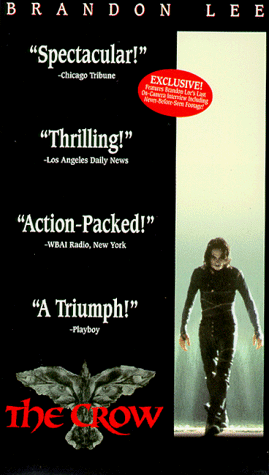 BRANDON LEE
“Spectacular!”
-Chicago Tribune
EXCLUSIVE!
Features Brandon Lee's Last
On-Camera Interview Including
Never-Before-Seen Footage!
“Thrilling!”
-Los Angeles Daily News
“Action-Packed!”
-WBAI Radio, New York
“A Triumph!”
-Playboy
THE CROW